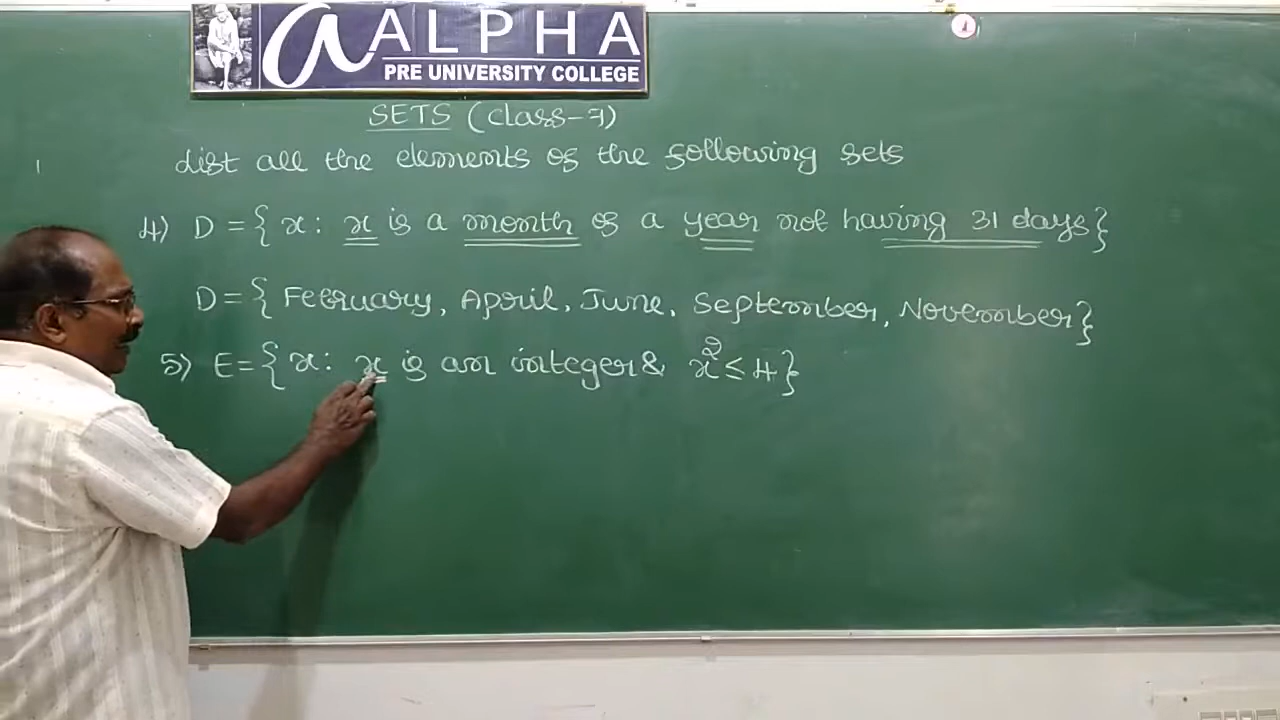 a ALPHA
PRE UNIVERSITY COLLEGE
SETS (class-7)
List all the elements of the following sets
4) D = { x : x is a month of a year not having 31 days }
D = { February, April, June, September, November }
5) E = { x : x is an integer & x² ≤ 4 }